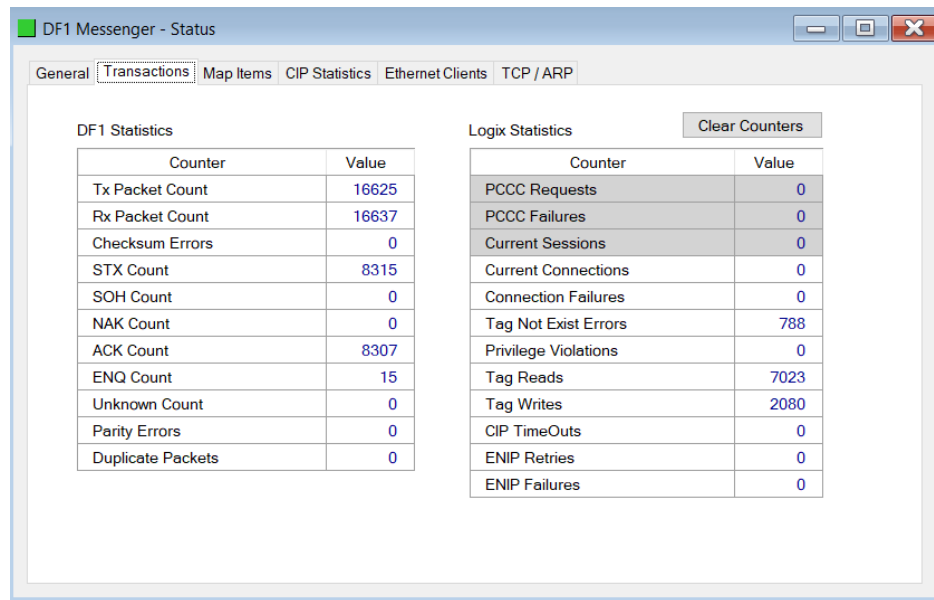 DF1 Messenger - Status
General Transactions Map Items CIP Statistics Ethernet Clients TCP / ARP
DF1 Statistics
Counter Value
Tx Packet Count 16625
Rx Packet Count 16637
Checksum Errors 0
STX Count 8315
SOH Count 0
NAK Count 0
ACK Count 8307
ENQ Count 15
Unknown Count 0
Parity Errors 0
Duplicate Packets 0
Logix Statistics
Clear Counters
Counter Value
PCCC Requests 0
PCCC Failures 0
Current Sessions 0
Current Connections 0
Connection Failures 0
Tag Not Exist Errors 788
Privilege Violations 0
Tag Reads 7023
Tag Writes 2080
CIP TimeOuts 0
ENIP Retries 0
ENIP Failures 0